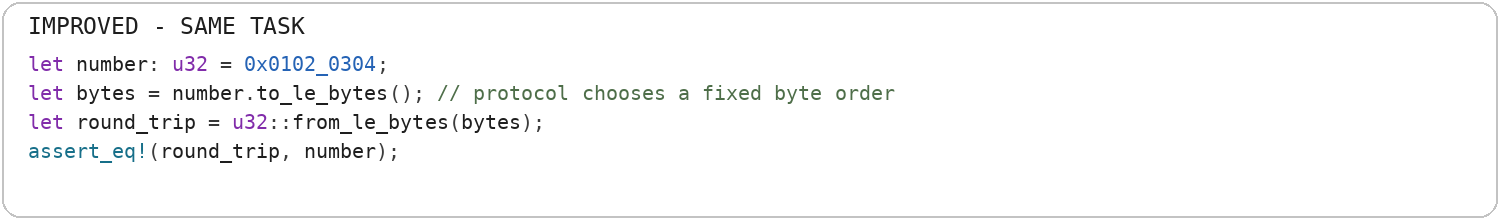 IMPROVED - SAME TASK
let number: u32 = 0x0102_0304;
let bytes = number.to_le_bytes(); // protocol chooses a fixed byte order
let round_trip = u32::from_le_bytes(bytes);
assert_eq!(round_trip, number);